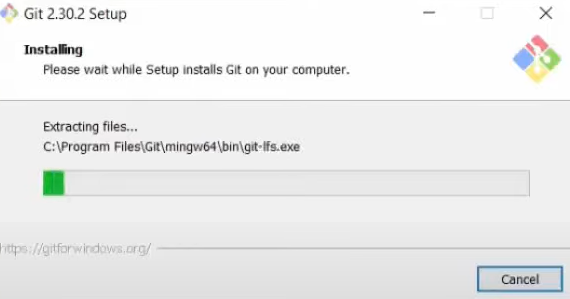 Git 2.30.2 Setup
Installing
Please wait while Setup installs Git on your computer.
Extracting files...
C:\Program Files\Git\mingw64\bin\git-lfs.exe
https://gitforwindows.org/
Cancel